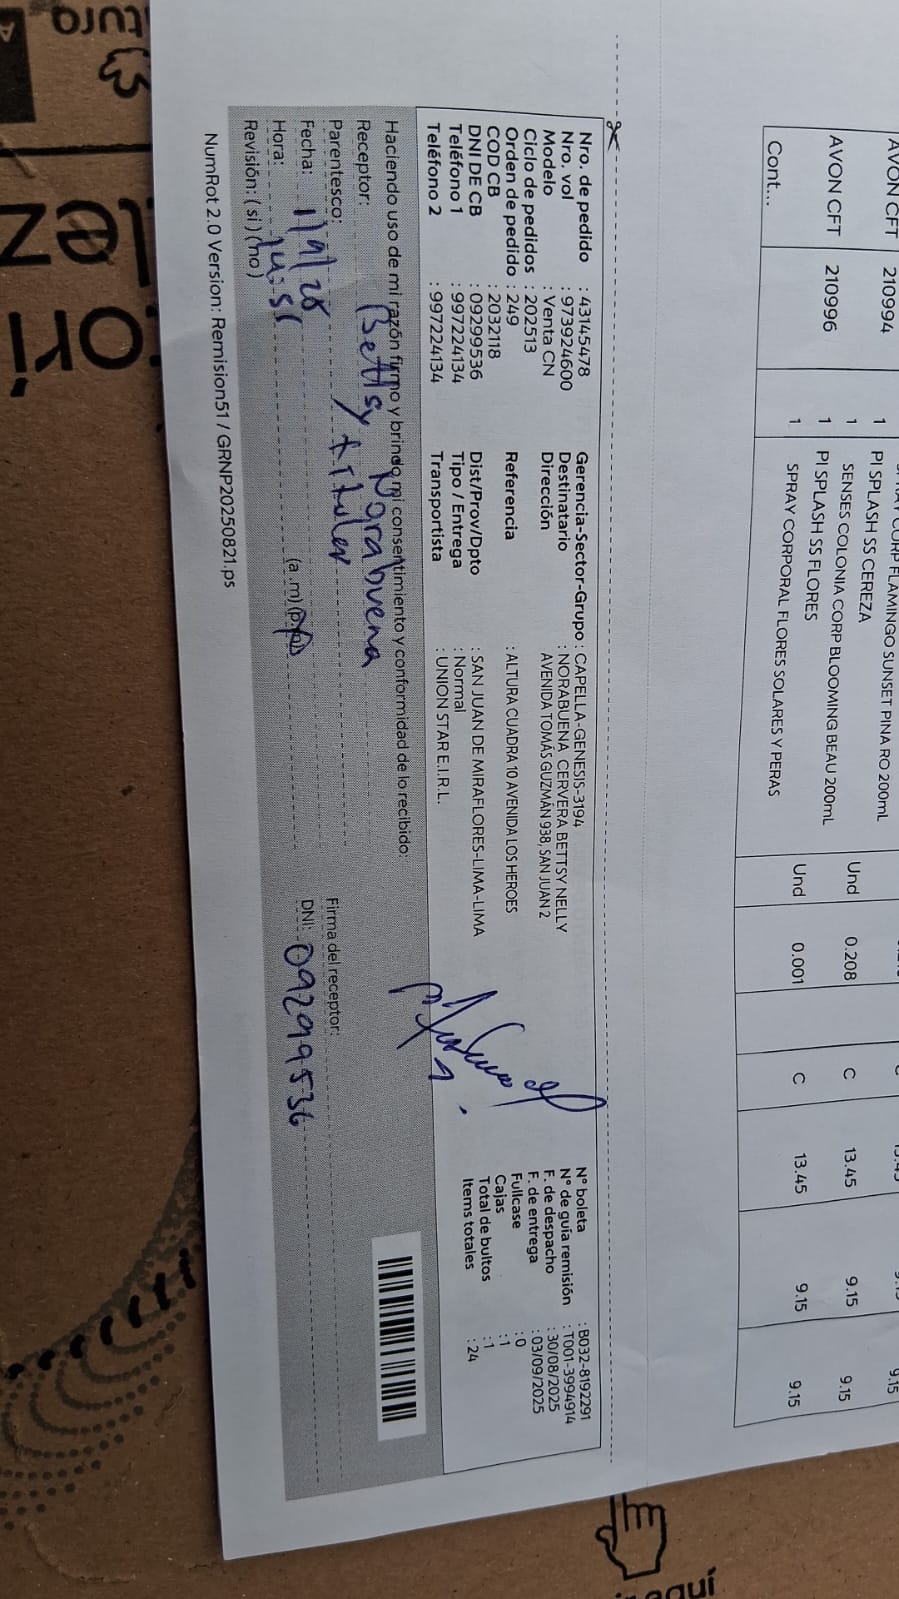 AVON CFT 210994 1 PI SPLASH SS CEREZA
1 SENSES COLONIA CORP BLOOMING BEAU 200mL Und 0.208 C 13.45 9.15 9.15
AVON CFT 210996 1 PI SPLASH SS FLORES
1 SPRAY CORPORAL FLORES SOLARES Y PERAS Und 0.001 C 13.45 9.15 9.15
Cont...
Nro. de pedido : 43145478
Nro. vol : 973924600
Modelo : Venta CN
Ciclo de pedidos : 202513
Orden de pedido : 249
COD CB : 2032118
DNI DE CB : 09299536
Teléfono 1 : 997224134
Teléfono 2 : 997224134
Gerencia-Sector-Grupo : CAPELLA-GENESIS-3194
Destinatario : NORABUENA CERVERA BETTSY NELLY
Dirección AVENIDA TOMÁS GUZMÁN 938, SAN JUAN 2
Referencia : ALTURA CUADRA 10 AVENIDA LOS HEROES
Dist/Prov/Dpto : SAN JUAN DE MIRAFLORES-LIMA-LIMA
Tipo / Entrega : Normal
Transportista : UNION STAR E.I.R.L.
N° boleta : B032-8192291
N° de guía remisión : T001-3994914
F. de despacho : 30/08/2025
F. de entrega : 03/09/2025
Fullcase : 0
Cajas : 1
Total de bultos : 1
Items totales : 24
Haciendo uso de mi razón firmo y brindo mi consentimiento y conformidad de lo recibido:
Receptor: Bettsy Norabuena
Parentesco: titular
Firma del receptor:
Fecha:
DNI: 09299536
Hora: (a.m) (p.m)
Revisión: ( si ) ( no )
NumRot 2.0 Version: Remision51 / GRNP20250821.ps